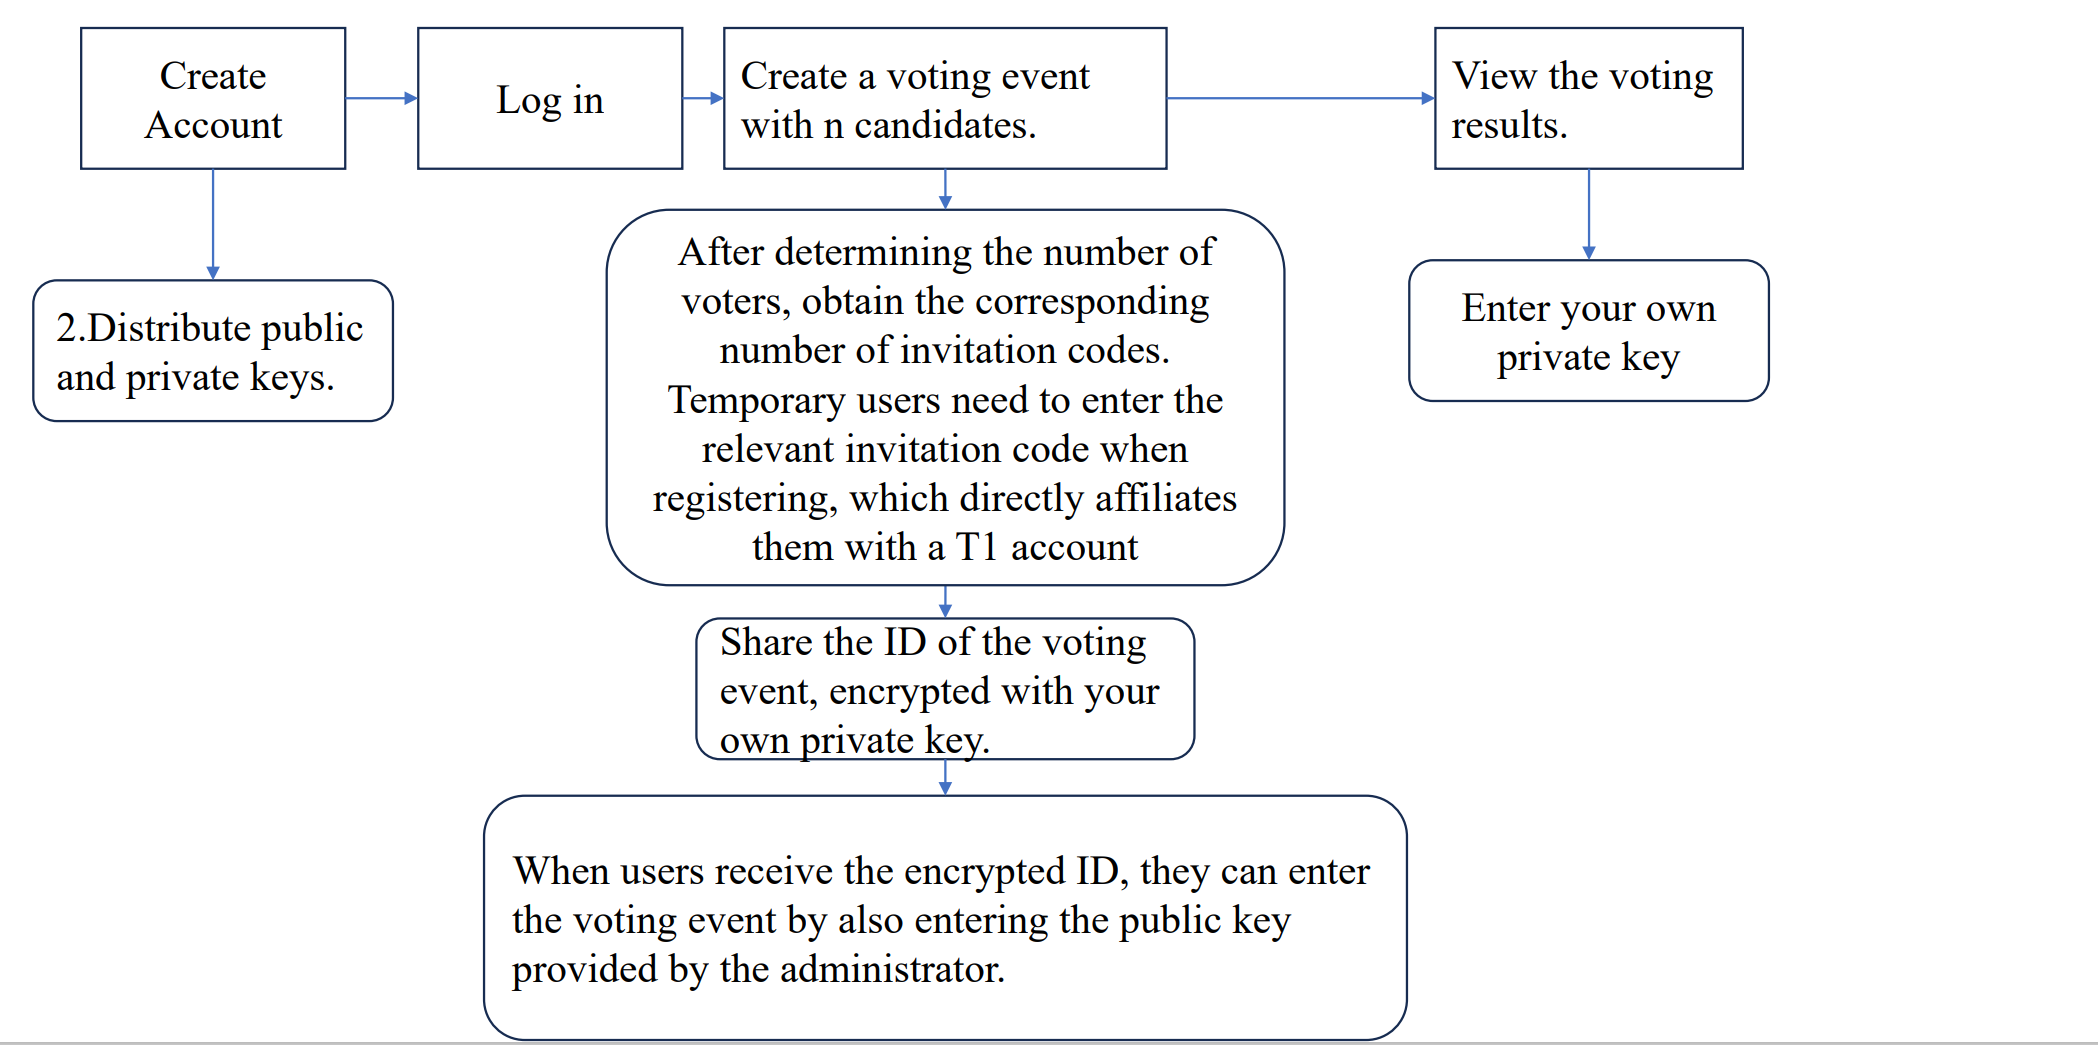 Create
Account
Log in
Create a voting event
with n candidates.
View the voting
results.
2.Distribute public
and private keys.
After determining the number of
voters, obtain the corresponding
number of invitation codes.
Temporary users need to enter the
relevant invitation code when
registering, which directly affiliates
them with a T1 account
Enter your own
private key
Share the ID of the voting
event, encrypted with your
own private key.
When users receive the encrypted ID, they can enter
the voting event by also entering the public key
provided by the administrator.